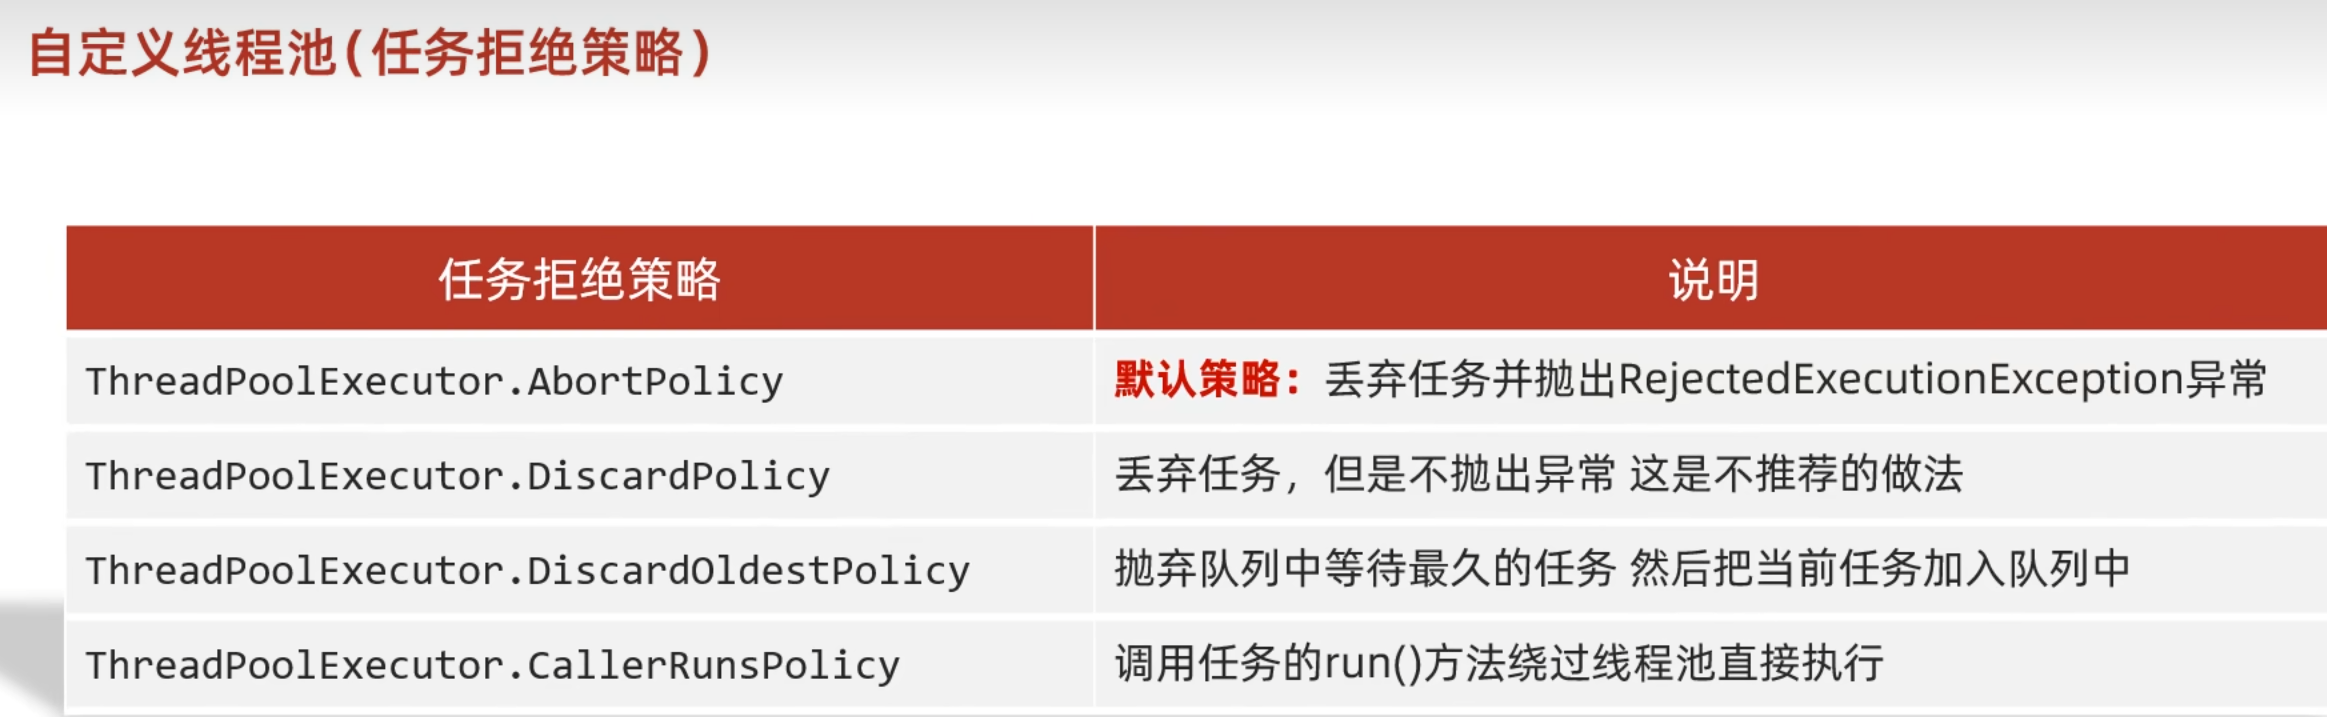 自定义线程池(任务拒绝策略)
任务拒绝策略 说明
ThreadPoolExecutor.AbortPolicy 默认策略：丢弃任务并抛出RejectedExecutionException异常
ThreadPoolExecutor.DiscardPolicy 丢弃任务，但是不抛出异常 这是不推荐的做法
ThreadPoolExecutor.DiscardOldestPolicy 抛弃队列中等待最久的任务 然后把当前任务加入队列中
ThreadPoolExecutor.CallerRunsPolicy 调用任务的run()方法绕过线程池直接执行